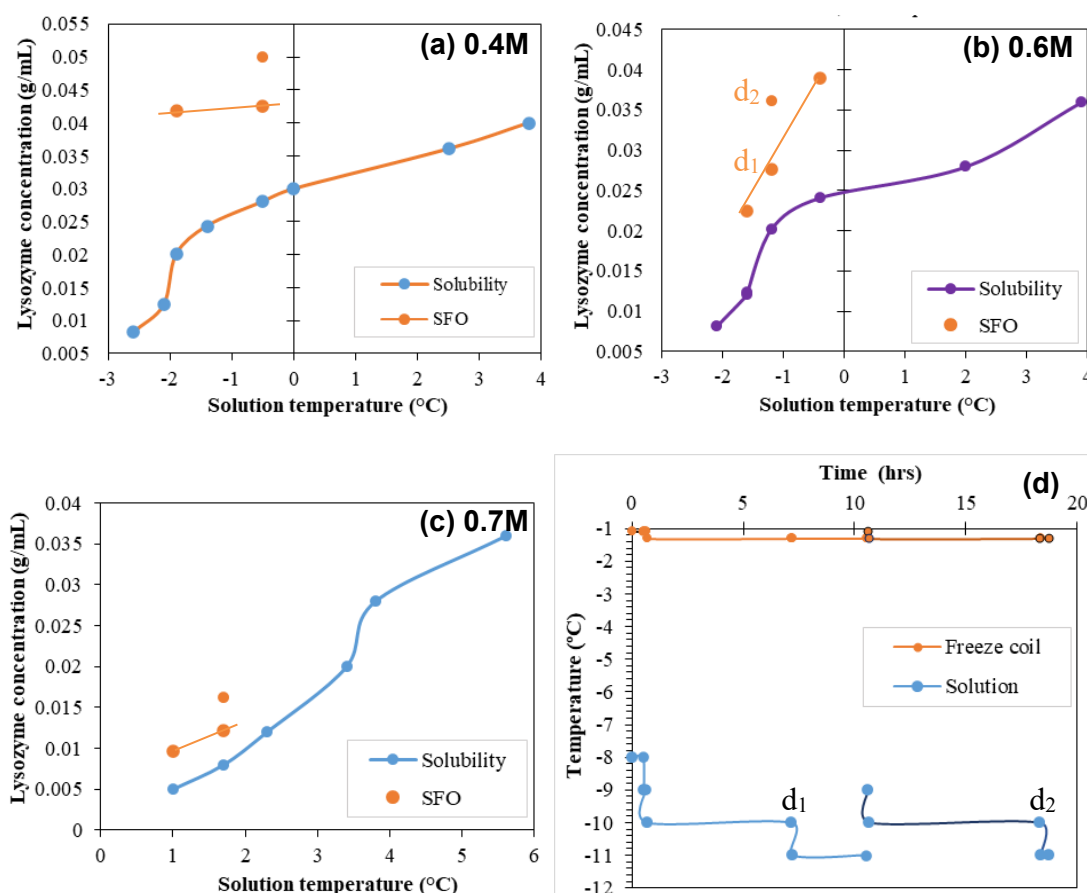 (a) 0.4M
Lysozyme concentration (g/mL)
0.055
0.05
0.045
0.04
0.035
0.03
0.025
0.02
0.015
0.01
0.005
Solubility
SFO
-3 -2 -1 0 1 2 3 4
Solution temperature (°C)
(b) 0.6M
Lysozyme concentration (g/mL)
0.045
0.04
0.035
0.03
0.025
0.02
0.015
0.01
0.005
d2
d1
Solubility
SFO
-3 -2 -1 0 1 2 3 4
Solution temperature (°C)
(c) 0.7M
Lysozyme concentration (g/mL)
0.04
0.035
0.03
0.025
0.02
0.015
0.01
0.005
0
Solubility
SFO
0 1 2 3 4 5 6
Solution temperature (°C)
Time (hrs)
(d)
0 5 10 15 20
Temperature (°C)
-1
-2
-3
-4
-5
-6
-7
-8
-9
-10
-11
-12
Freeze coil
Solution
d1
d2